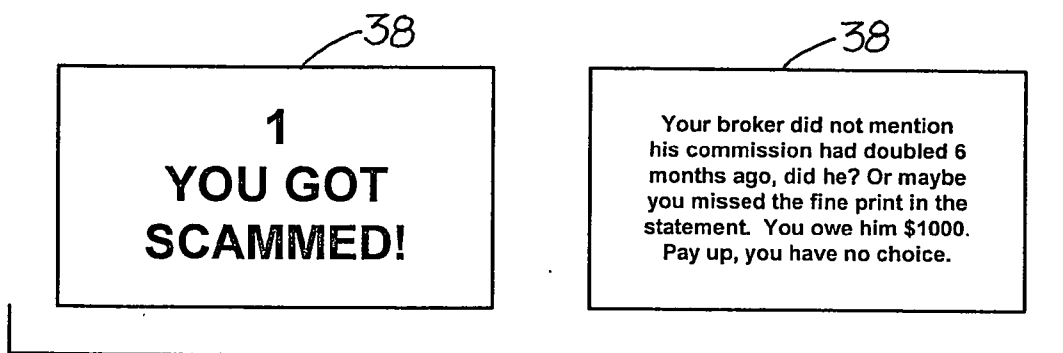 38
1
YOU GOT
SCAMMED!
38
Your broker did not mention
his commission had doubled 6
months ago, did he? Or maybe
you missed the fine print in the
statement. You owe him $1000.
Pay up, you have no choice.